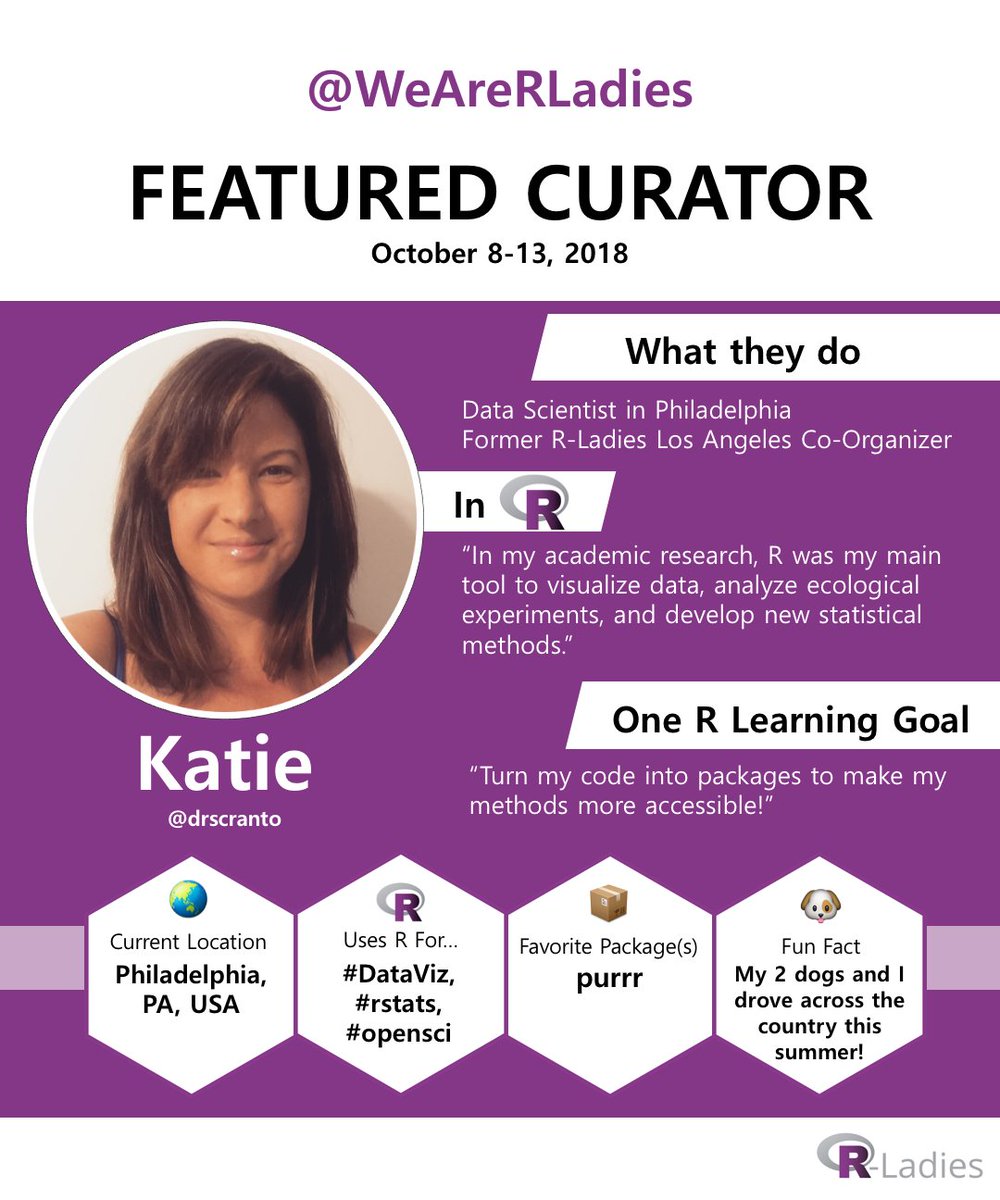 @WeAreRLadies
FEATURED CURATOR
October 8-13, 2018
What they do
Data Scientist in Philadelphia
Former R-Ladies Los Angeles Co-Organizer
In R
“In my academic research, R was my main
tool to visualize data, analyze ecological
experiments, and develop new statistical
methods.”
One R Learning Goal
“Turn my code into packages to make my
methods more accessible!”
Katie
@drscranto
Current Location
Philadelphia,
PA, USA
R
Uses R For...
#DataViz,
#rstats,
#opensci
Favorite Package(s)
purrr
Fun Fact
My 2 dogs and I
drove across the
country this
summer!
R-Ladies